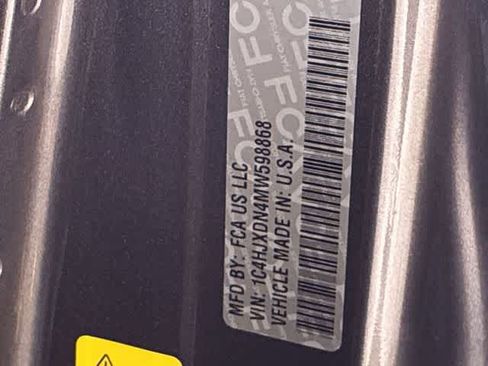 MFD BY: FCA US LLC
VIN: 1C4HJXDN4MW598868
VEHICLE MADE IN: U.S.A.